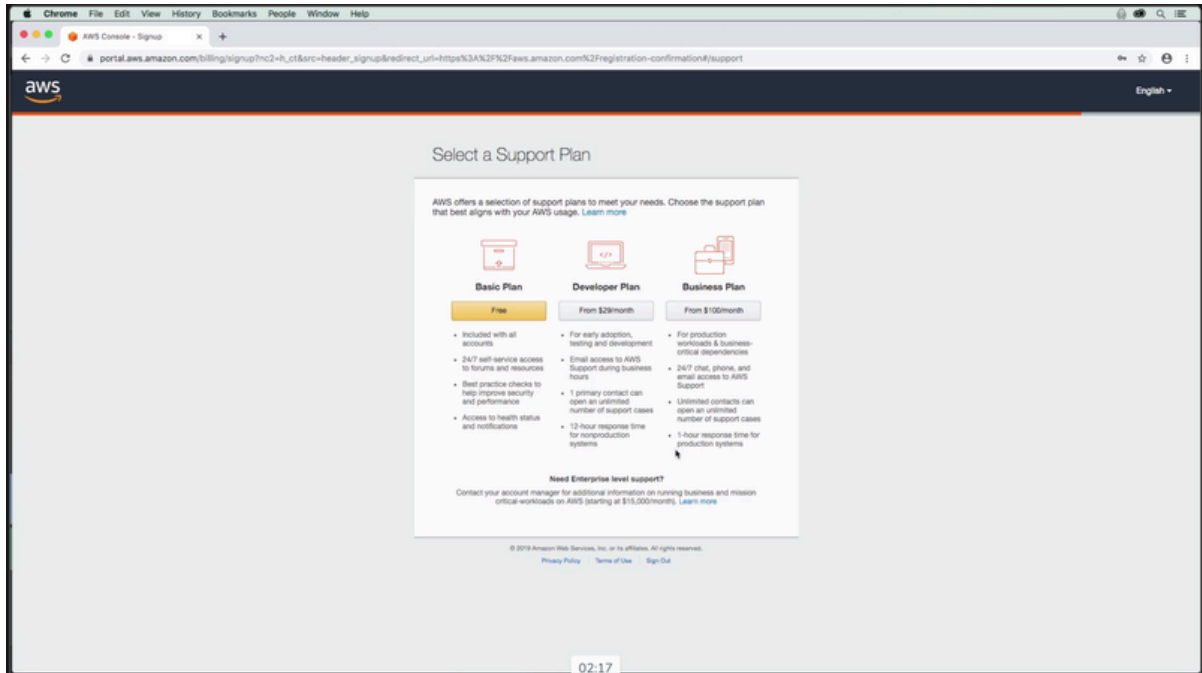 Chrome File Edit View History Bookmarks People Window Help
AWS Console - Signup
portal.aws.amazon.com/billing/signup?nc2=h_ct&src=header_signup&redirect_url=https%3A%2F%2Faws.amazon.com%2Fregistration-confirmation#/support
aws
English
Select a Support Plan
AWS offers a selection of support plans to meet your needs. Choose the support plan
that best aligns with your AWS usage. Learn more
Basic Plan
Free
• Included with all
accounts
• 24/7 self-service access
to forums and resources
• Best practice checks to
help improve security
and performance
• Access to health status
and notifications
Developer Plan
From $29/month
• For early adoption,
testing and development
• Email access to AWS
Support during business
hours
• 1 primary contact can
open an unlimited
number of support cases
• 12-hour response time
for nonproduction
systems
Business Plan
From $100/month
• For production
workloads & business-
critical dependencies
• 24/7 chat, phone, and
email access to AWS
Support
• Unlimited contacts can
open an unlimited
number of support cases
• 1-hour response time for
production systems
Need Enterprise level support?
Contact your account manager for additional information on running business and mission
critical-workloads on AWS (starting at $15,000/month). Learn more
© 2019 Amazon Web Services, Inc. or its affiliates. All rights reserved.
Privacy Policy | Terms of Use | Sign Out
02:17